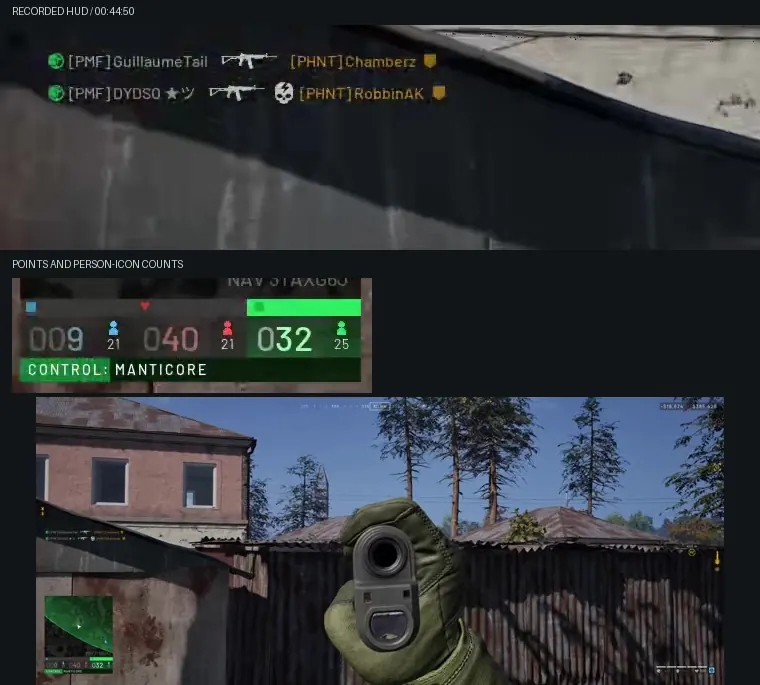 RECORDED HUD / 00:44:50
[PMF]GuillaumeTail [PHNT]Chamberz
[PMF]DYDSO ★ツ [PHNT]RobbinAK
POINTS AND PERSON-ICON COUNTS
009 21 040 21 032 25
CONTROL: MANTICORE